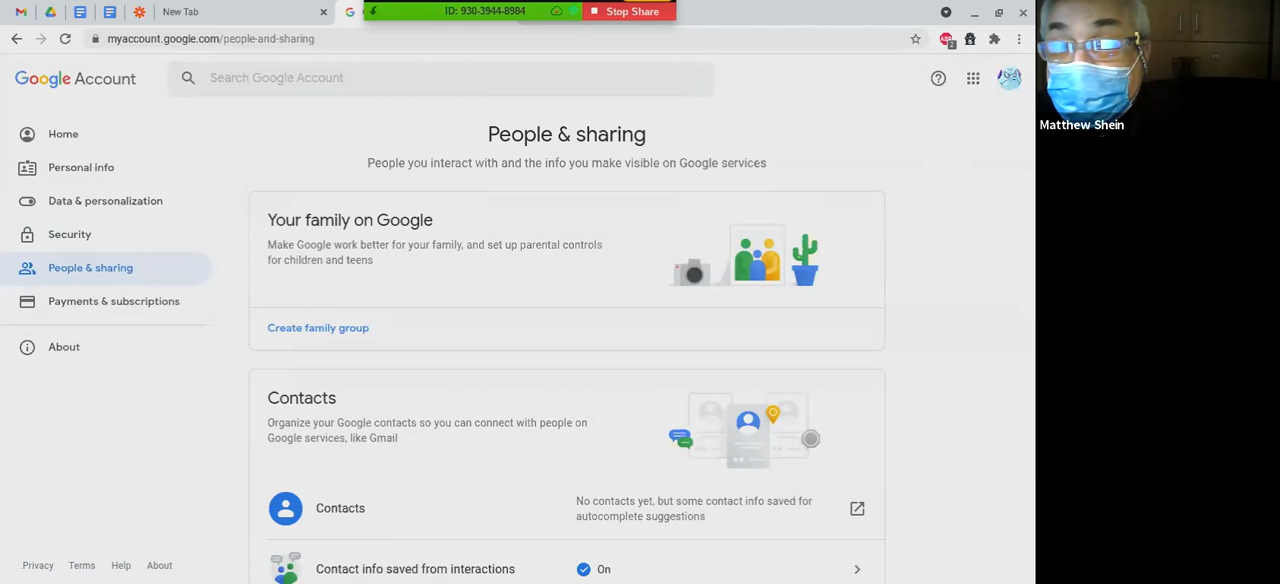 New Tab
ID: 930-3944-8984
Stop Share
myaccount.google.com/people-and-sharing
ABP
2
Google Account
Search Google Account
Matthew Shein
Home
Personal info
Data & personalization
Security
People & sharing
Payments & subscriptions
About
People & sharing
People you interact with and the info you make visible on Google services
Your family on Google
Make Google work better for your family, and set up parental controls
for children and teens
Create family group
Contacts
Organize your Google contacts so you can connect with people on
Google services, like Gmail
Contacts
No contacts yet, but some contact info saved for
autocomplete suggestions
Contact info saved from interactions
On
Privacy Terms Help About